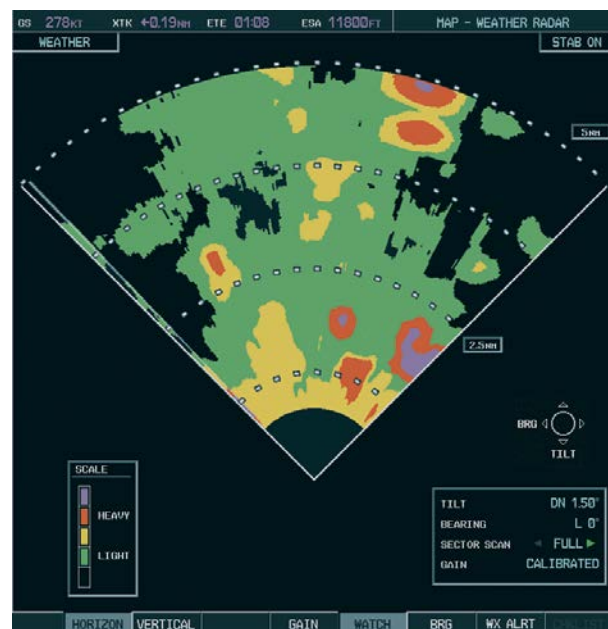 GS 278KT XTK ←0.19NM ETE 01:08 ESA 11800FT MAP - WEATHER RADAR
WEATHER STAB ON
5NM
2.5NM
BRG
TILT
SCALE
HEAVY
LIGHT
TILT DN 1.50°
BEARING L 0°
SECTOR SCAN ◄ FULL ►
GAIN CALIBRATED
HORIZON VERTICAL GAIN WATCH BRG WX ALRT